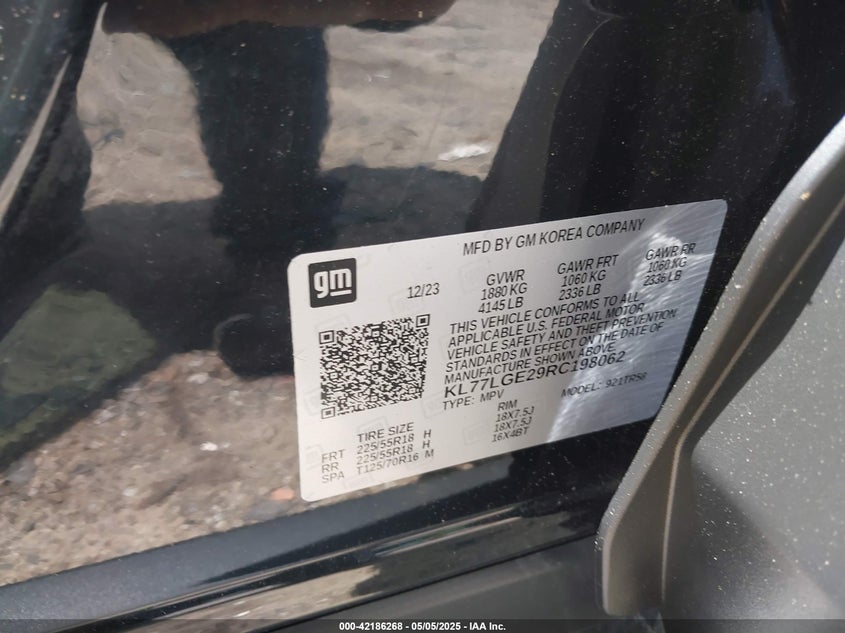 MFD BY GM KOREA COMPANY
gm
12/23
GVWR GAWR FRT GAWR RR
1880 KG 1060 KG 1060 KG
4145 LB 2336 LB 2336 LB
THIS VEHICLE CONFORMS TO ALL
APPLICABLE U.S. FEDERAL MOTOR
VEHICLE SAFETY AND THEFT PREVENTION
STANDARDS IN EFFECT ON THE DATE OF
MANUFACTURE SHOWN ABOVE.
KL77LGE29RC198062
TYPE: MPV MODEL: 921TR58
TIRE SIZE RIM
FRT 225/55R18 H 18X7.5J
RR 225/55R18 H 18X7.5J
SPA T125/70R16 M 16X4BT
000-42186268 - 05/05/2025 - IAA Inc.